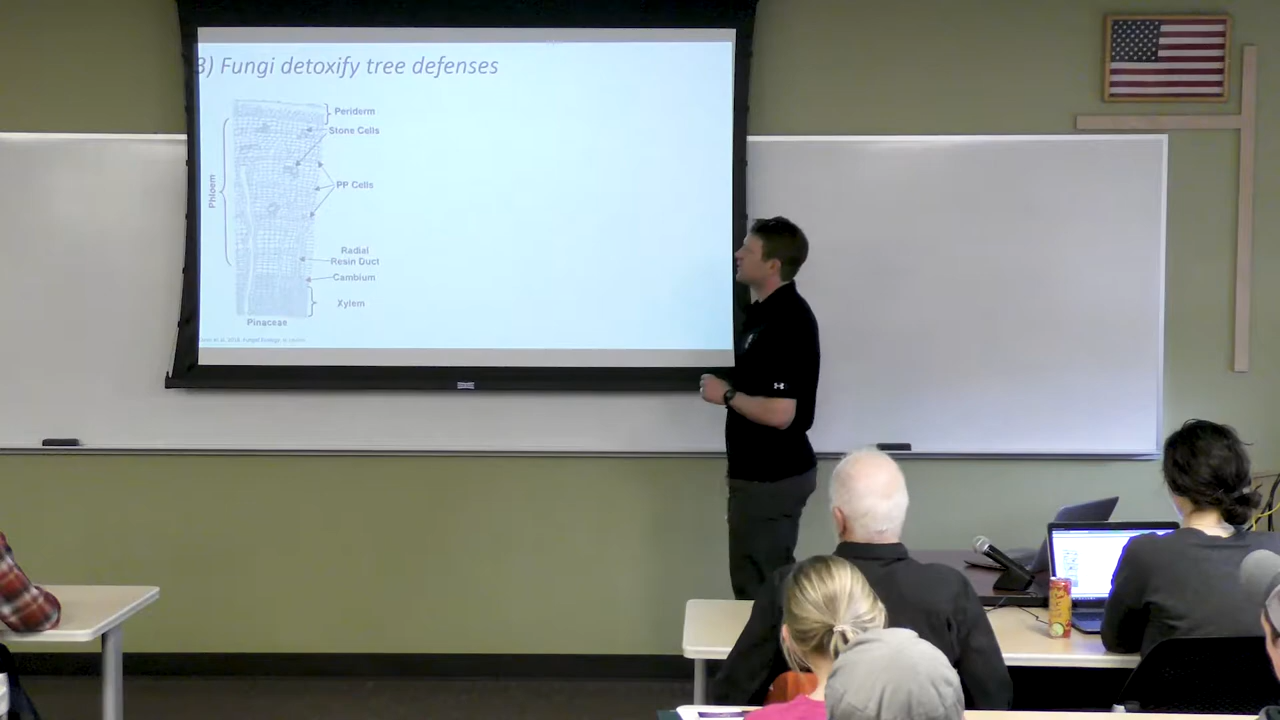 3) Fungi detoxify tree defenses
Periderm
Stone Cells
Phloem
PP Cells
Radial
Resin Duct
Cambium
Xylem
Pinaceae